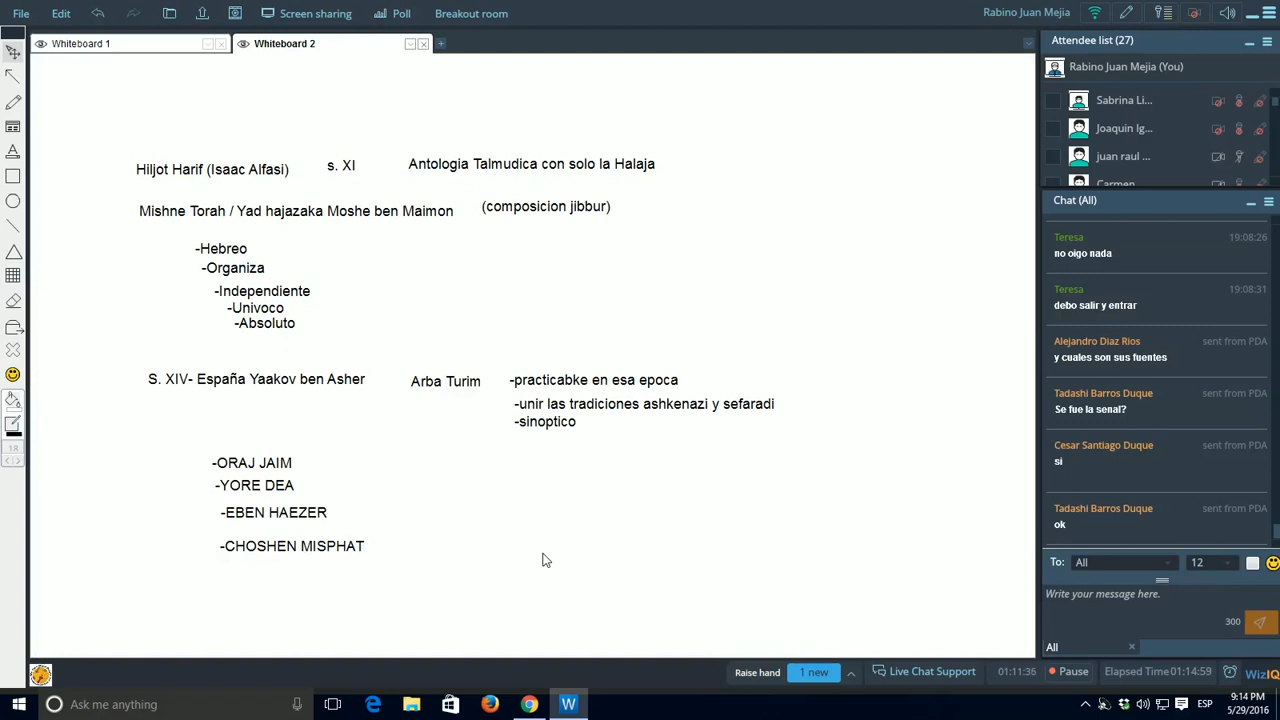 File Edit Screen sharing Poll Breakout room Rabino Juan Mejia
Whiteboard 1 Whiteboard 2
Attendee list (27)
Rabino Juan Mejia (You)
Sabrina Li...
Joaquin Ig...
juan raul ...
Carmen
Hiljot Harif (Isaac Alfasi) s. XI Antologia Talmudica con solo la Halaja
Mishne Torah / Yad hajazaka Moshe ben Maimon (composicion jibbur)
-Hebreo
-Organiza
-Independiente
-Univoco
-Absoluto
S. XIV- España Yaakov ben Asher Arba Turim -practicabke en esa epoca
-unir las tradiciones ashkenazi y sefaradi
-sinoptico
-ORAJ JAIM
-YORE DEA
-EBEN HAEZER
-CHOSHEN MISPHAT
Chat (All)
Teresa 19:08:26
no oigo nada
Teresa 19:08:31
debo salir y entrar
Alejandro Diaz Rios sent from PDA
y cuales son sus fuentes
Tadashi Barros Duque sent from PDA
Se fue la senal?
Cesar Santiago Duque sent from PDA
si
Tadashi Barros Duque sent from PDA
ok
To: All 12
Write your message here.
300
All
Raise hand 1 new Live Chat Support 01:11:36 Pause Elapsed Time 01:14:59 WizIQ
Ask me anything
ESP
9:14 PM
5/29/2016